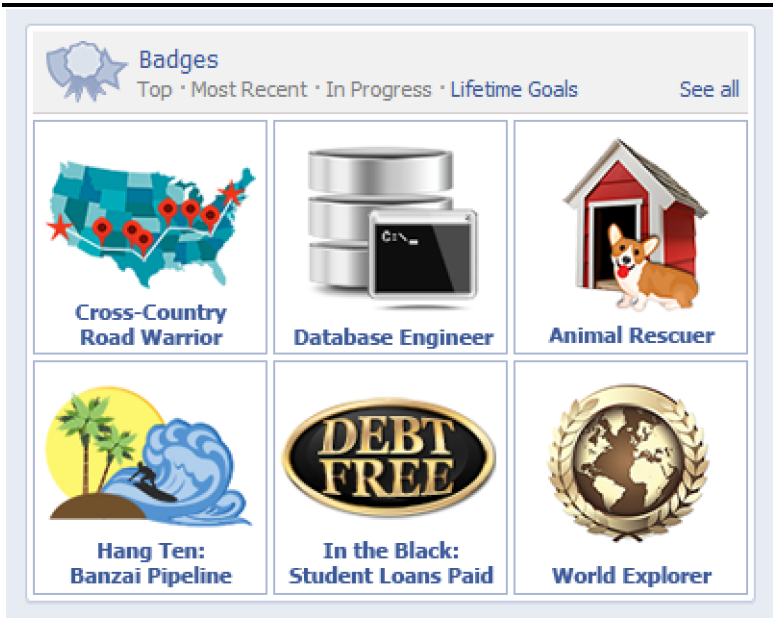 Badges
Top · Most Recent · In Progress · Lifetime Goals See all
C:\_
Cross-Country
Road Warrior
Database Engineer
Animal Rescuer
DEBT
FREE
Hang Ten:
Banzai Pipeline
In the Black:
Student Loans Paid
World Explorer